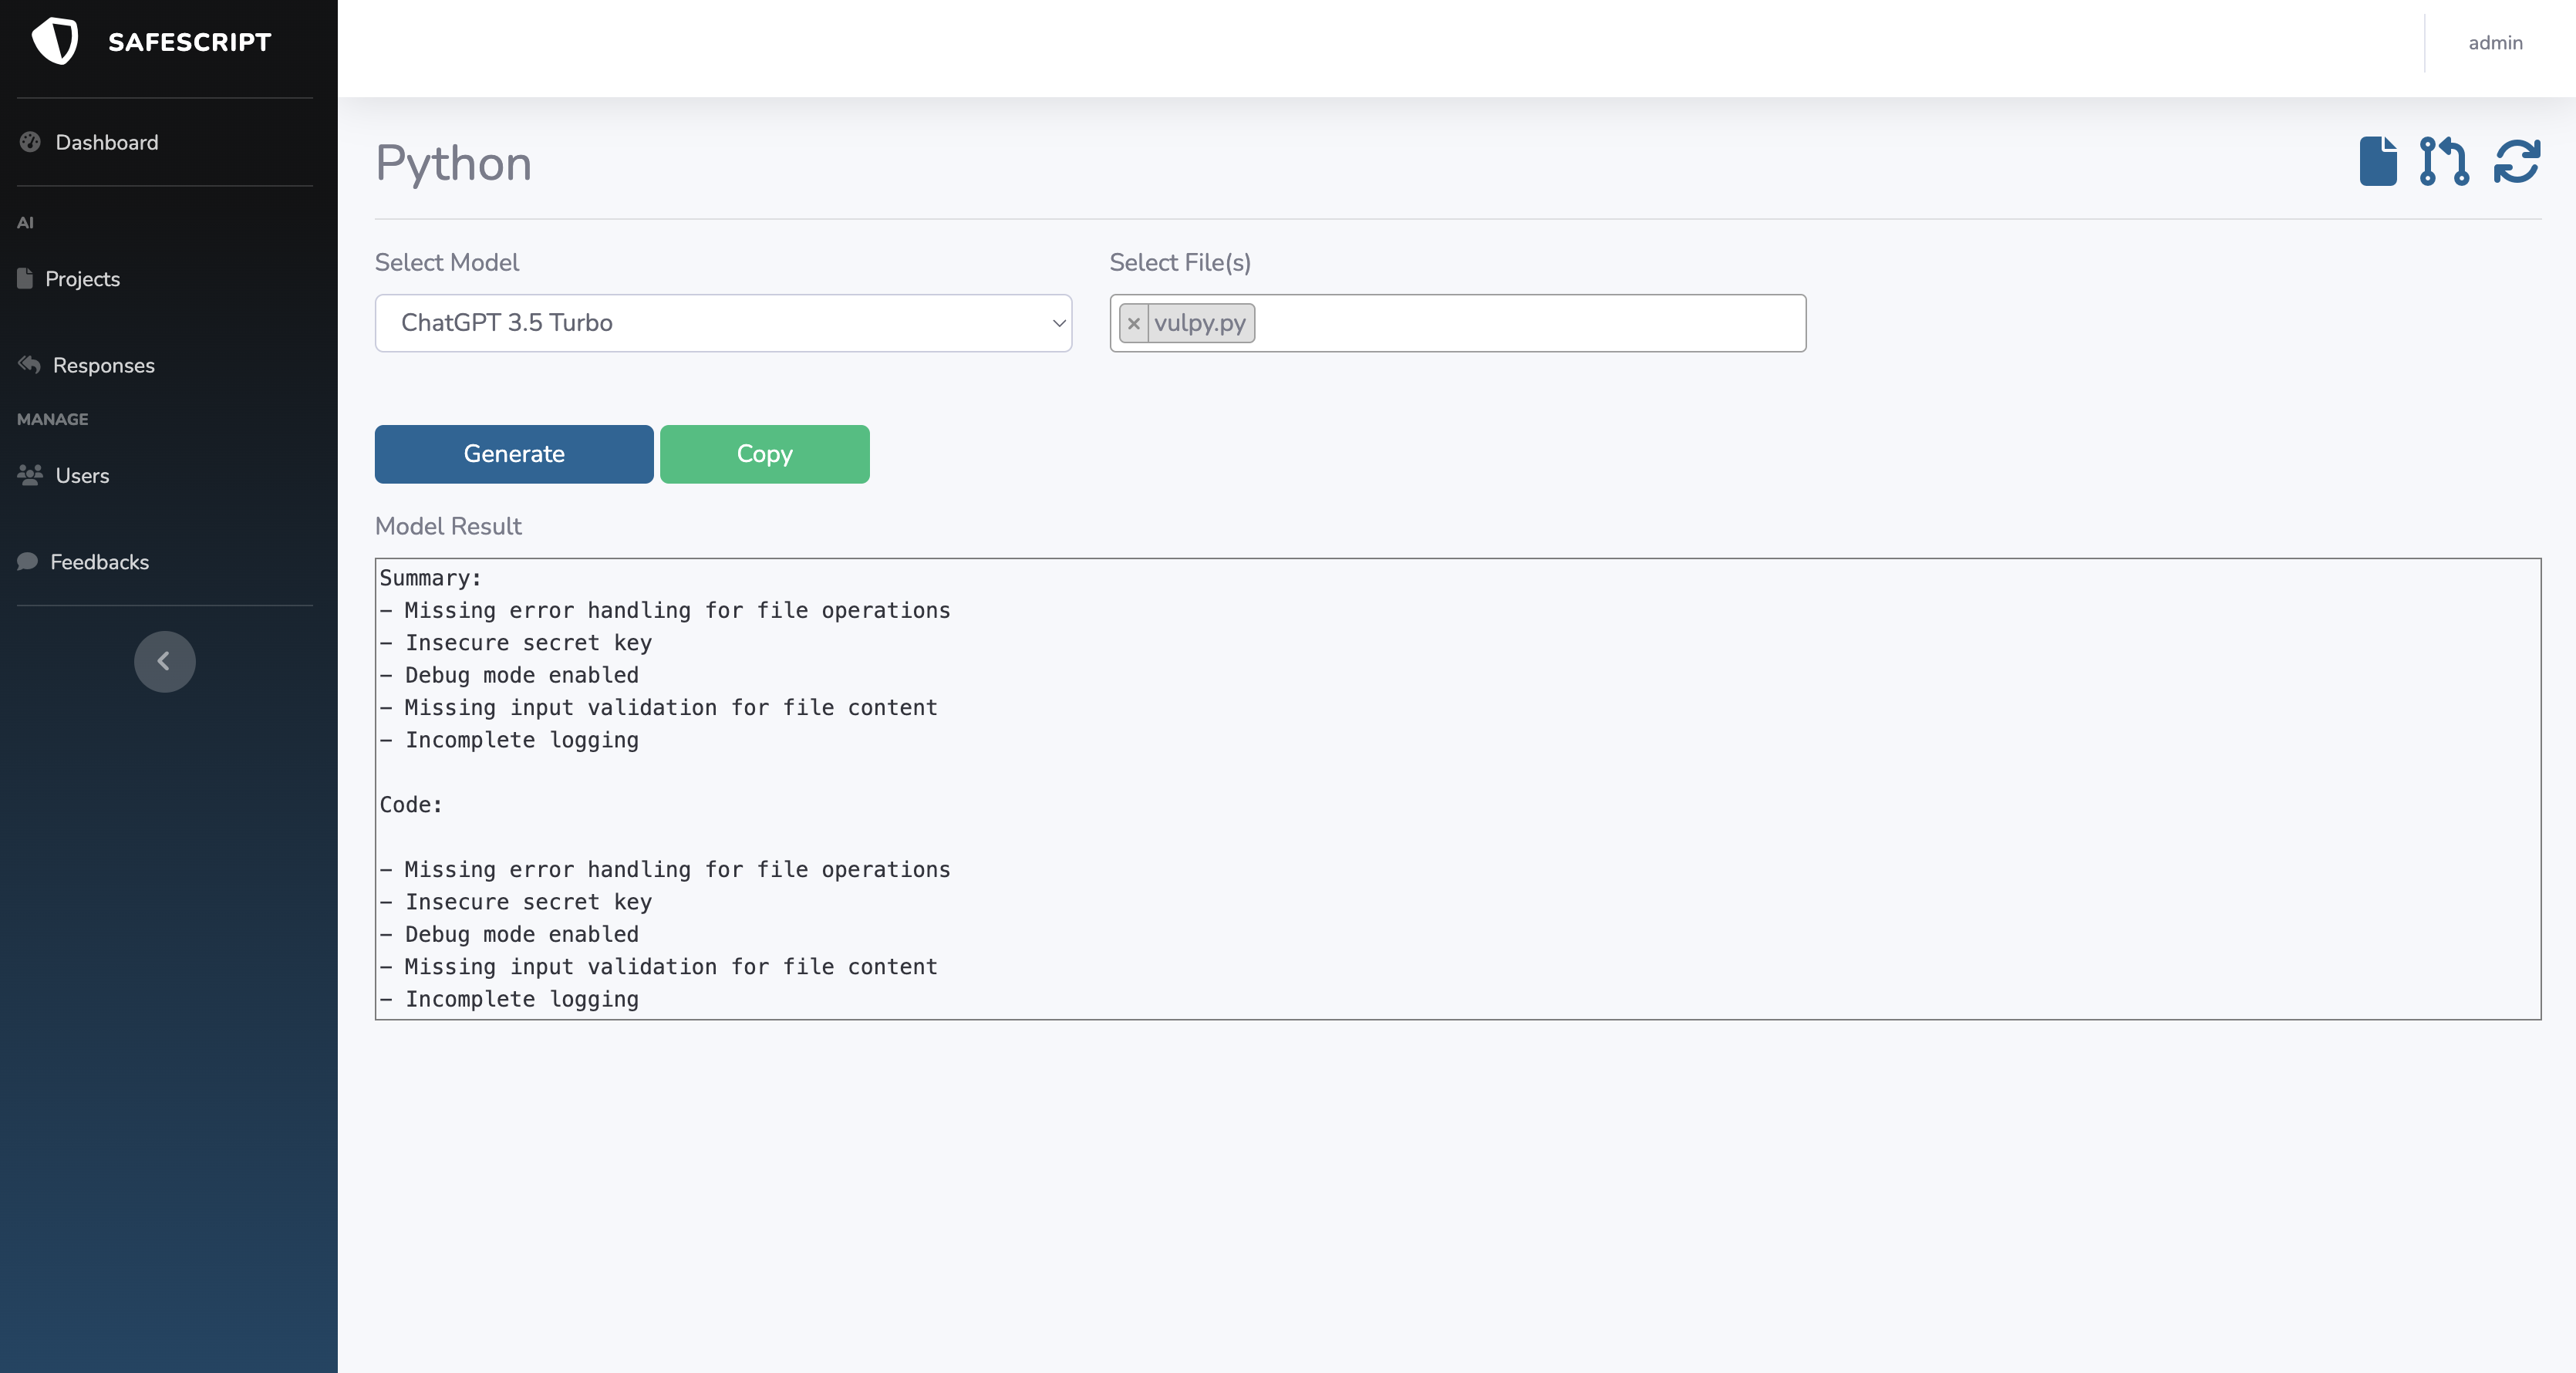 SAFESCRIPT
admin
Dashboard
AI
Projects
Responses
MANAGE
Users
Feedbacks
Python
Select Model
Select File(s)
ChatGPT 3.5 Turbo
× vulpy.py
Generate
Copy
Model Result
Summary:
- Missing error handling for file operations
- Insecure secret key
- Debug mode enabled
- Missing input validation for file content
- Incomplete logging
Code:
- Missing error handling for file operations
- Insecure secret key
- Debug mode enabled
- Missing input validation for file content
- Incomplete logging